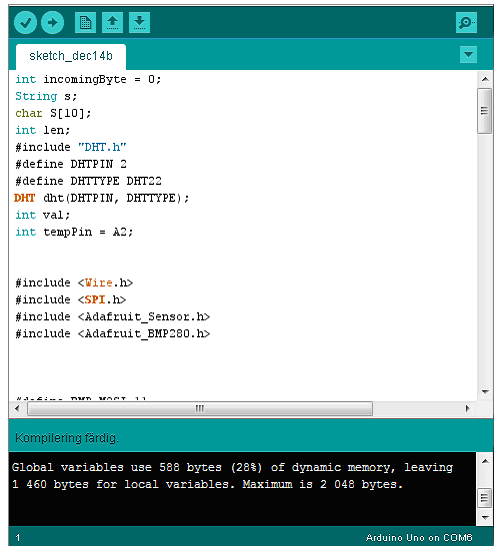 sketch_dec14b
int incomingByte = 0;
String s;
char S[10];
int len;
#include "DHT.h"
#define DHTPIN 2
#define DHTTYPE DHT22
DHT dht(DHTPIN, DHTTYPE);
int val;
int tempPin = A2;
#include <Wire.h>
#include <SPI.h>
#include <Adafruit_Sensor.h>
#include <Adafruit_BMP280.h>
Kompilering färdig.
Global variables use 588 bytes (28%) of dynamic memory, leaving
1 460 bytes for local variables. Maximum is 2 048 bytes.
1 Arduino Uno on COM6